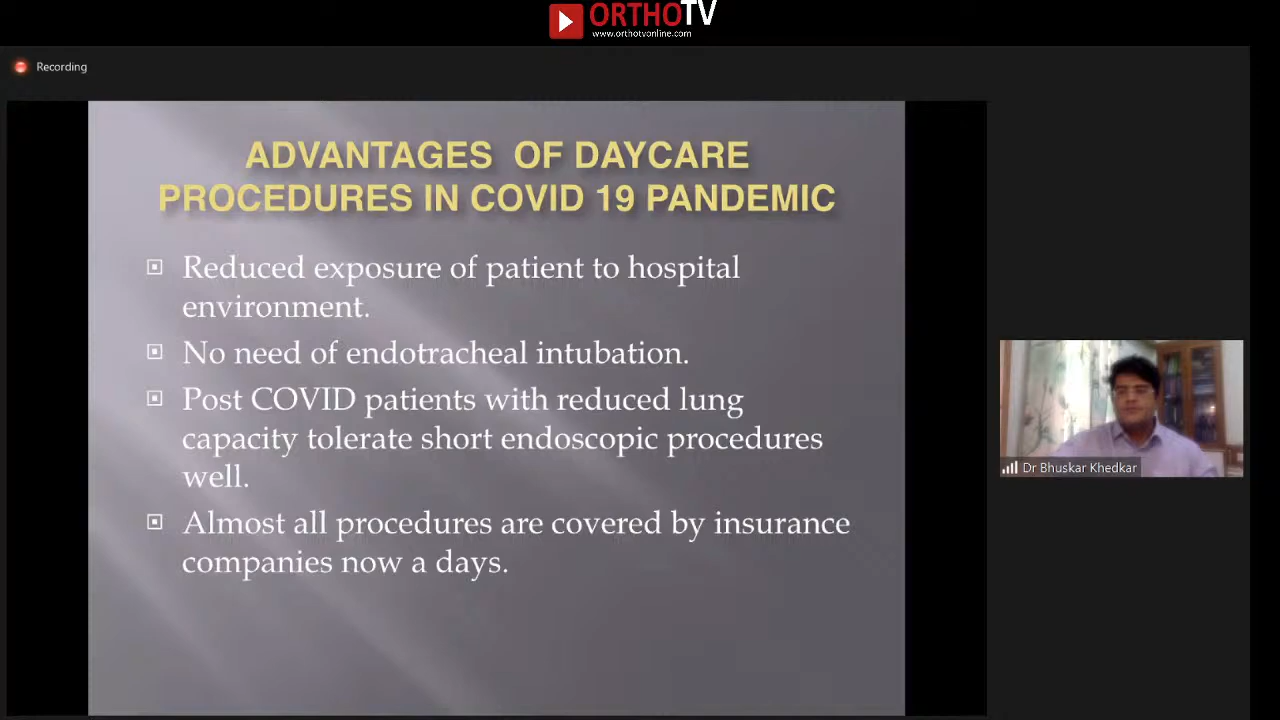 ORTHOTV
www.orthotvonline.com
Recording
ADVANTAGES OF DAYCARE
PROCEDURES IN COVID 19 PANDEMIC
Reduced exposure of patient to hospital
environment.
No need of endotracheal intubation.
Post COVID patients with reduced lung
capacity tolerate short endoscopic procedures
well.
Almost all procedures are covered by insurance
companies now a days.
Dr Bhuskar Khedkar